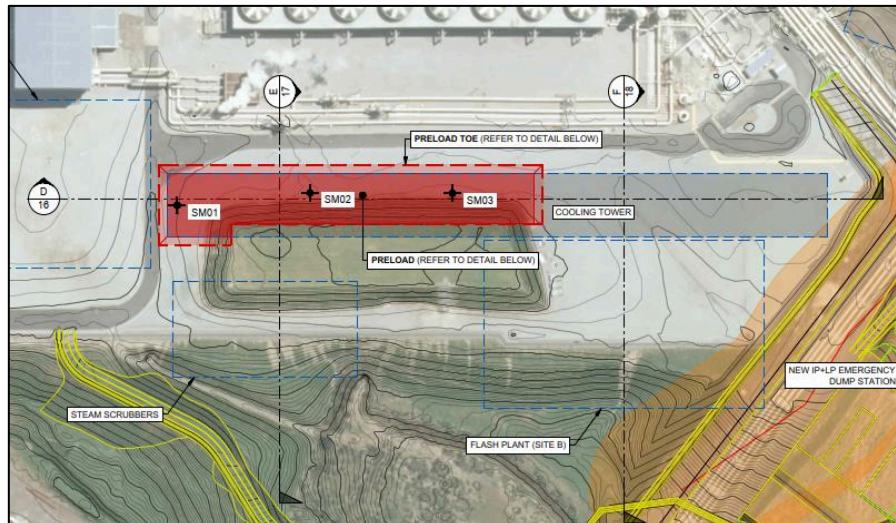 E
17
F
18
PRELOAD TOE (REFER TO DETAIL BELOW)
D
16
SM01
SM02
SM03
COOLING TOWER
PRELOAD (REFER TO DETAIL BELOW)
NEW IP+LP EMERGENCY
DUMP STATION
STEAM SCRUBBERS
FLASH PLANT (SITE B)